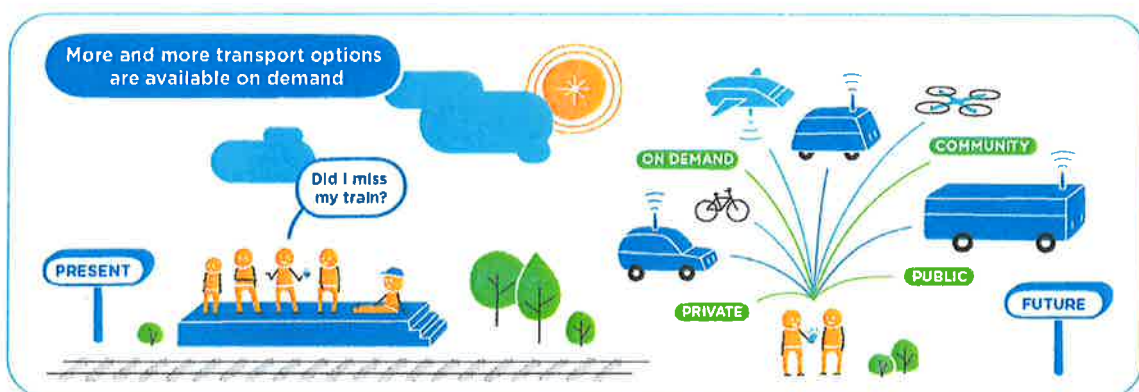 More and more transport options
are available on demand
Did I miss
my train?
PRESENT
ON DEMAND
COMMUNITY
PUBLIC
PRIVATE
FUTURE